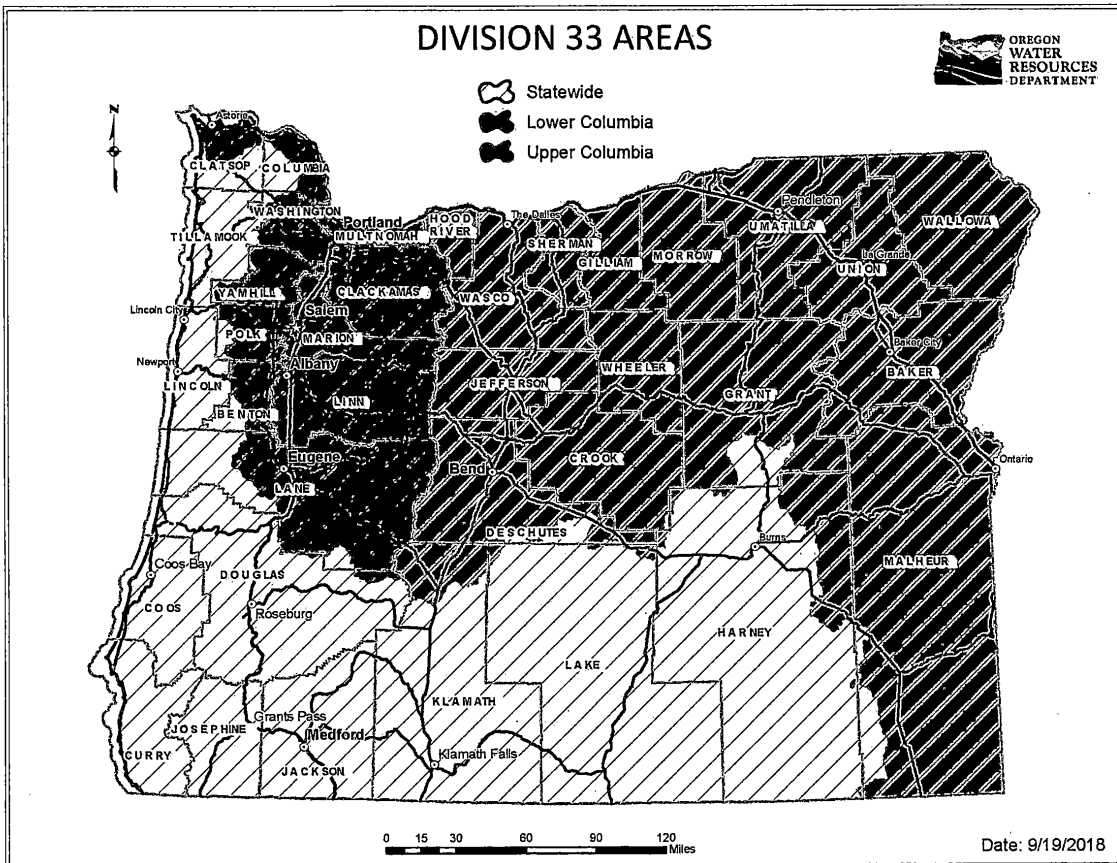 DIVISION 33 AREAS
OREGON
WATER
RESOURCES
DEPARTMENT
Statewide
Lower Columbia
Upper Columbia
N
Astoria
CLATSOP
COLUMBIA
WASHINGTON
Portland
MULTNOMAH
HOOD
RIVER
The Dalles
Pendleton
UMATILLA
WALLOWA
TILLAMOOK
SHERMAN
GILLIAM
MORROW
La Grande
UNION
YAMHILL
CLACKAMAS
WASCO
Lincoln City
Salem
POLK
MARION
Baker City
BAKER
Newport
LINCOLN
Albany
JEFFERSON
WHEELER
GRANT
BENTON
LINN
Eugene
LANE
Bend
CROOK
Ontario
DESCHUTES
Burns
MALHEUR
Coos Bay
COOS
DOUGLAS
Roseburg
HARNEY
LAKE
KLAMATH
Grants Pass
JOSEPHINE
Medford
CURRY
JACKSON
Klamath Falls
0 15 30 60 90 120
Miles
Date: 9/19/2018